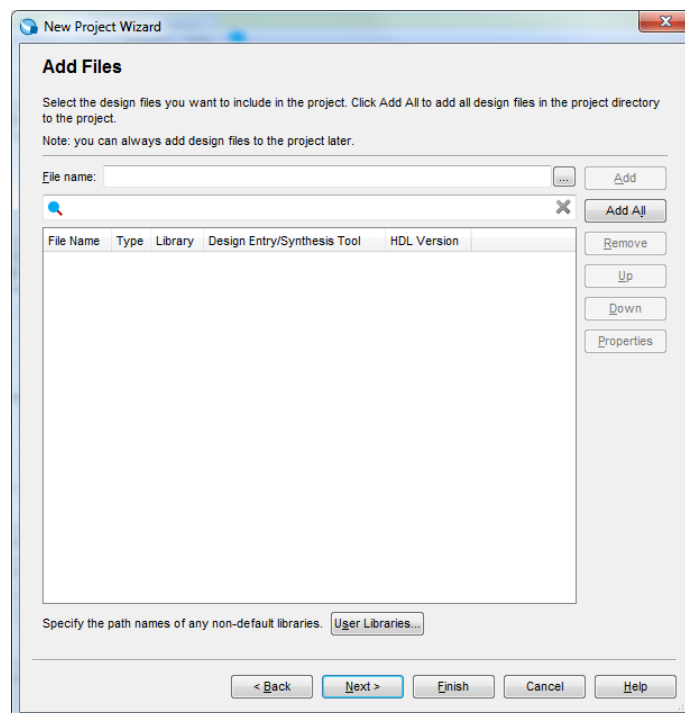 New Project Wizard
Add Files
Select the design files you want to include in the project. Click Add All to add all design files in the project directory
to the project.
Note: you can always add design files to the project later.
File name: ... Add
Add All
File Name Type Library Design Entry/Synthesis Tool HDL Version
Remove
Up
Down
Properties
Specify the path names of any non-default libraries. User Libraries...
< Back Next > Finish Cancel Help